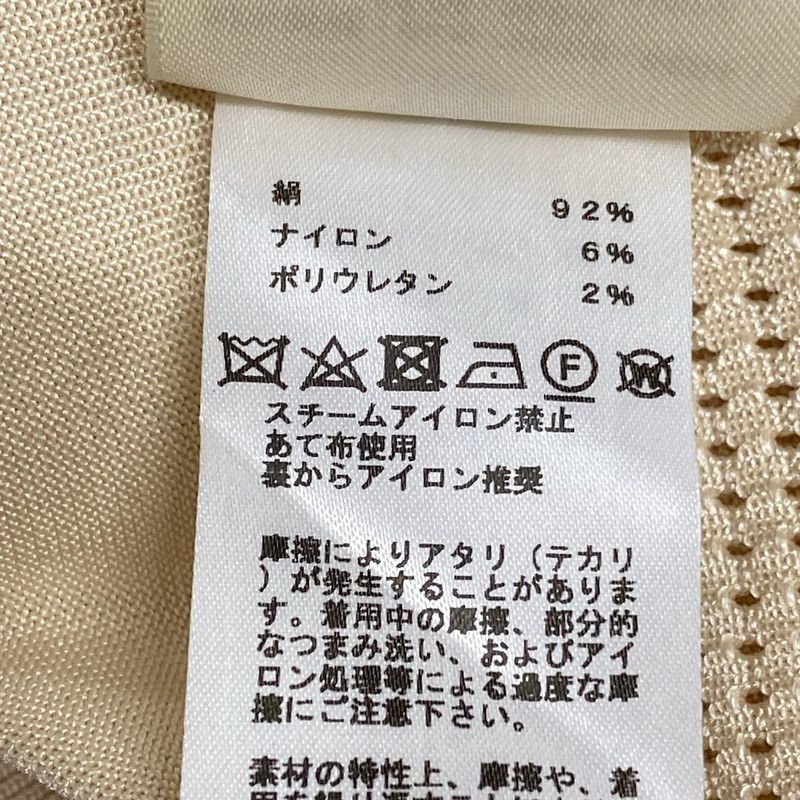 絹 92%
ナイロン 6%
ポリウレタン 2%
F W
スチームアイロン禁止
あて布使用
裏からアイロン推奨
摩擦によりアタリ（テカリ
）が発生することがありま
す。着用中の摩擦、部分的
なつまみ洗い、およびアイ
ロン処理等による過度な摩
擦にご注意下さい。
素材の特性上、摩擦や、着